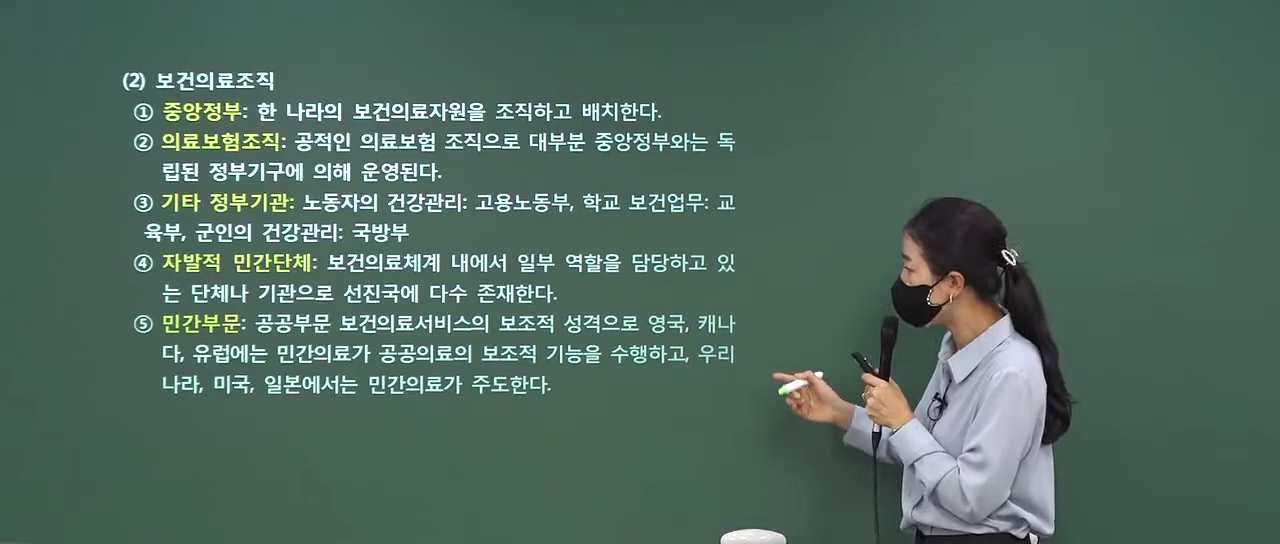 (2) 보건의료조직
① 중앙정부: 한 나라의 보건의료자원을 조직하고 배치한다.
② 의료보험조직: 공적인 의료보험 조직으로 대부분 중앙정부와는 독
립된 정부기구에 의해 운영된다.
③ 기타 정부기관: 노동자의 건강관리: 고용노동부, 학교 보건업무: 교
육부, 군인의 건강관리: 국방부
④ 자발적 민간단체: 보건의료체계 내에서 일부 역할을 담당하고 있
는 단체나 기관으로 선진국에 다수 존재한다.
⑤ 민간부문: 공공부문 보건의료서비스의 보조적 성격으로 영국, 캐나
다, 유럽에는 민간의료가 공공의료의 보조적 기능을 수행하고, 우리
나라, 미국, 일본에서는 민간의료가 주도한다.